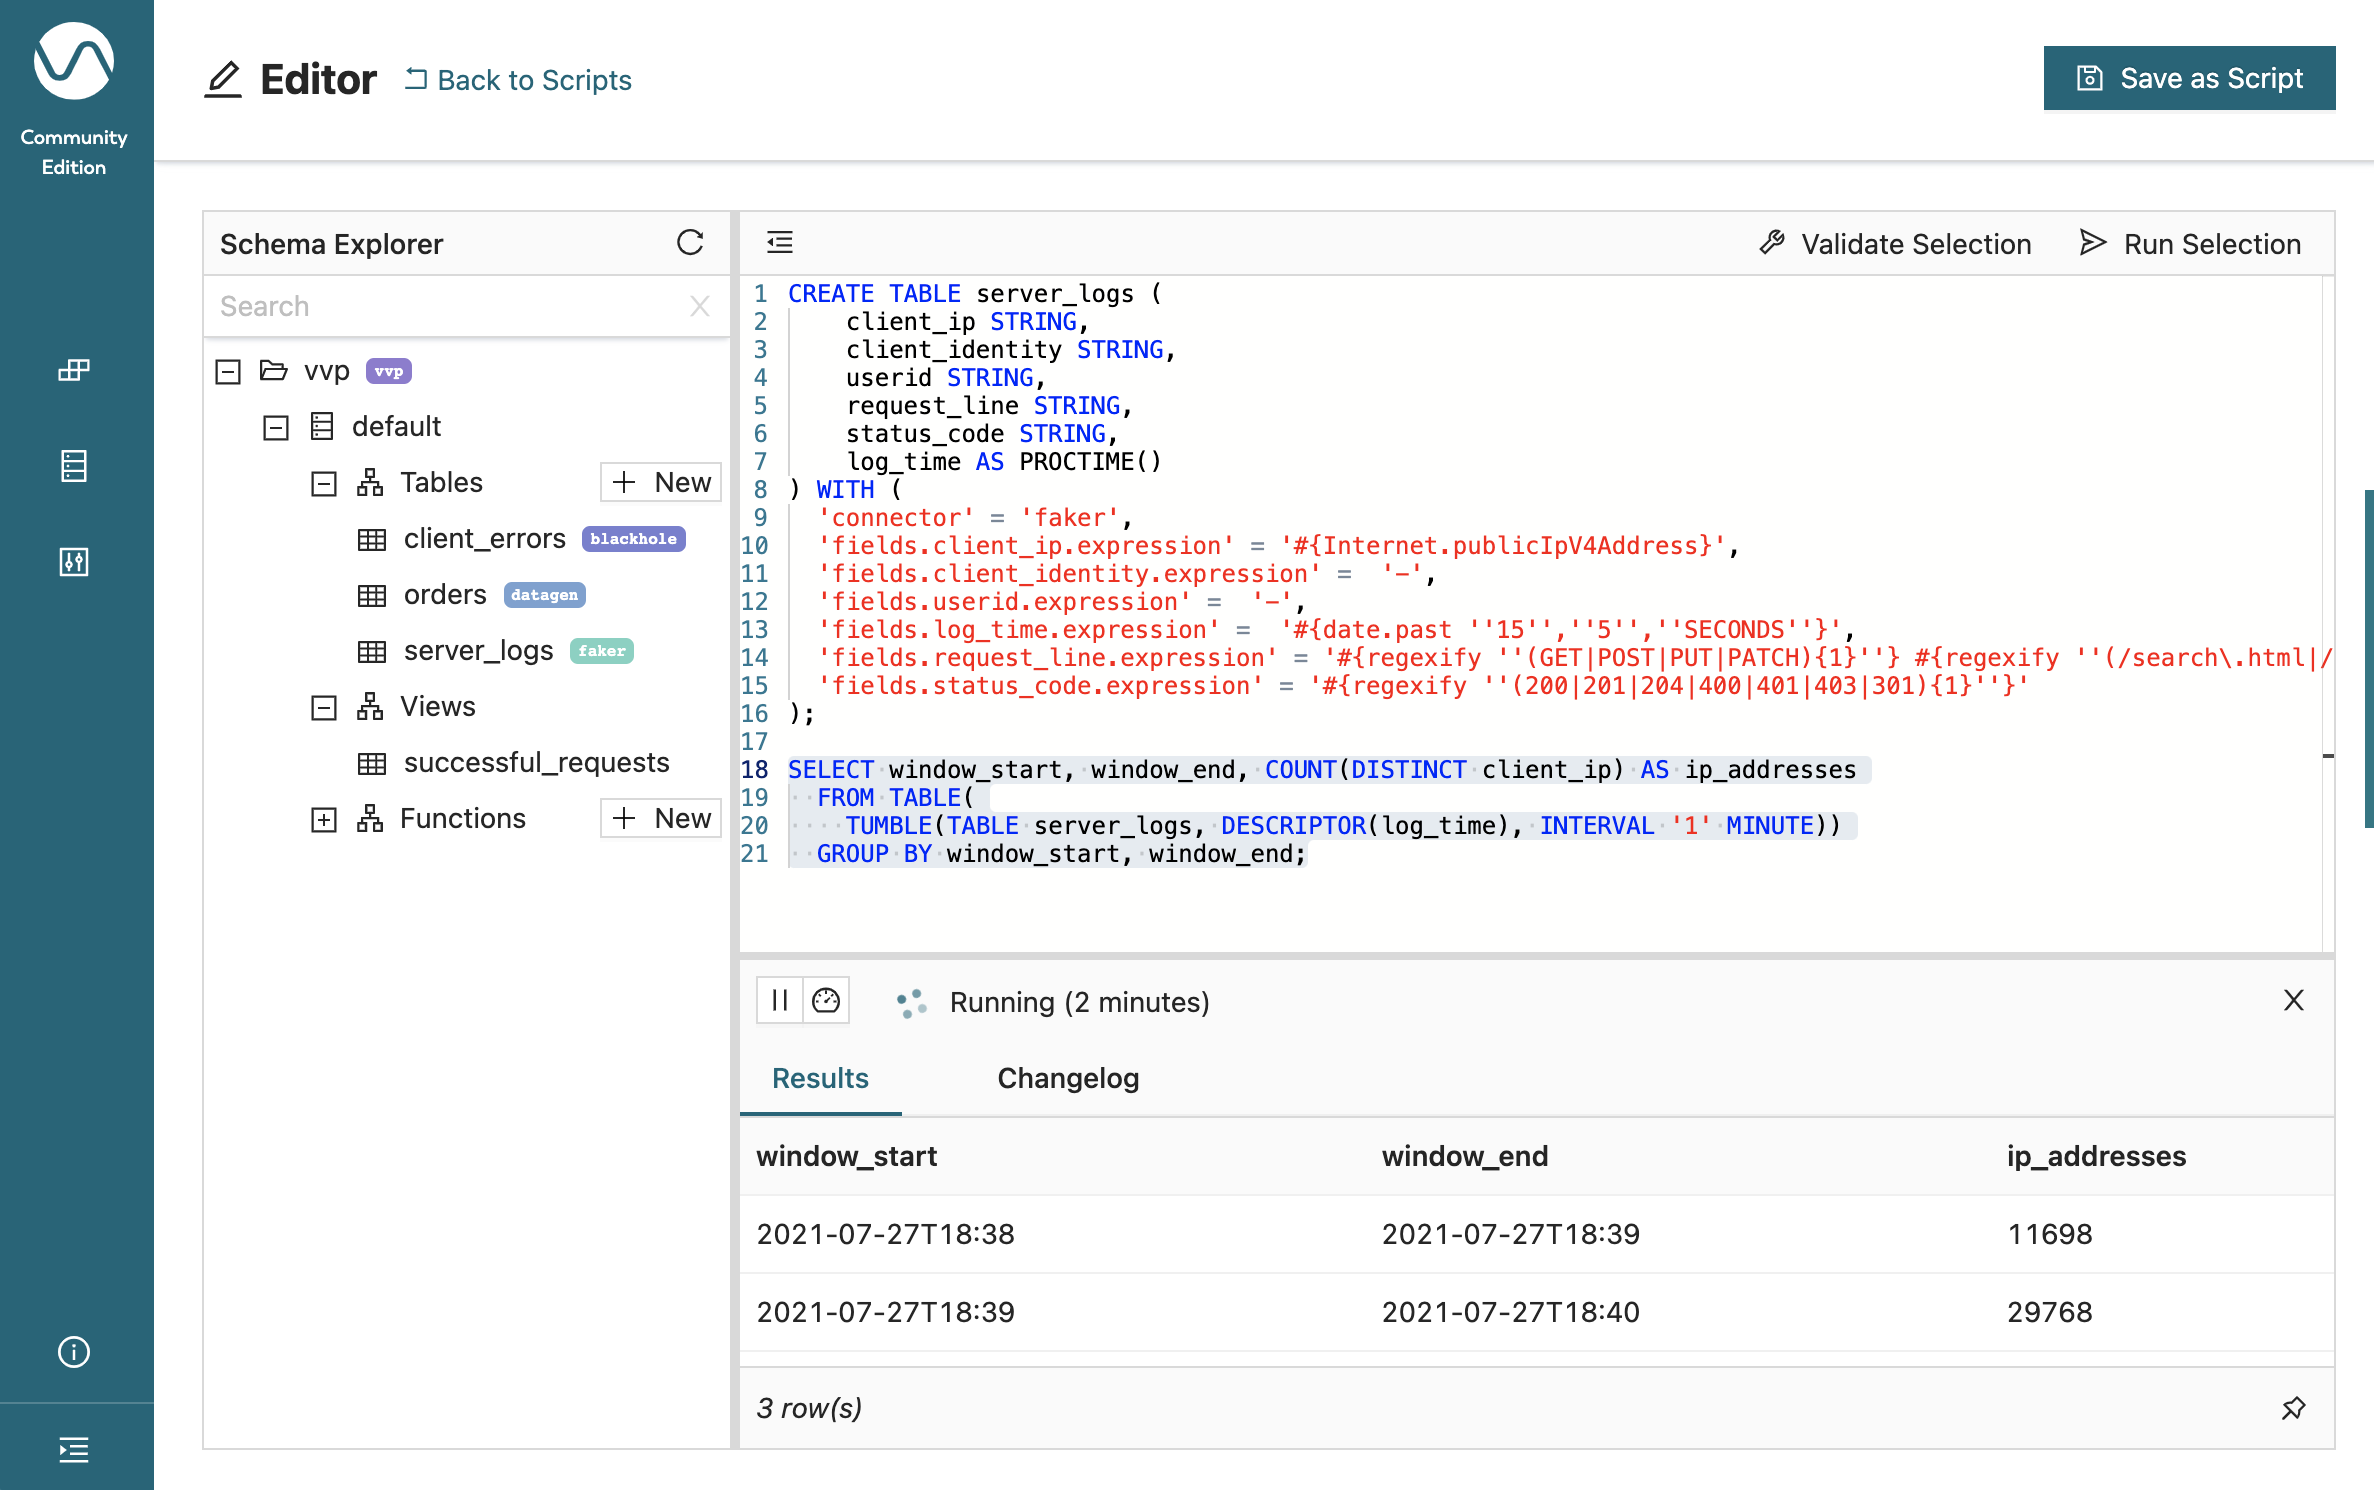 Community
Edition
Editor
Back to Scripts
Save as Script
Schema Explorer
Search
vvp vvp
default
Tables
New
client_errors blackhole
orders datagen
server_logs faker
Views
successful_requests
Functions
New
Validate Selection
Run Selection
1 CREATE TABLE server_logs (
2 client_ip STRING,
3 client_identity STRING,
4 userid STRING,
5 request_line STRING,
6 status_code STRING,
7 log_time AS PROCTIME()
8 ) WITH (
9 'connector' = 'faker',
10 'fields.client_ip.expression' = '#{Internet.publicIpV4Address}',
11 'fields.client_identity.expression' =  '-',
12 'fields.userid.expression' =  '-',
13 'fields.log_time.expression' =  '#{date.past ''15'',''5'',''SECONDS''}',
14 'fields.request_line.expression' = '#{regexify ''(GET|POST|PUT|PATCH){1}''} #{regexify ''(/search\.html|/
15 'fields.status_code.expression' = '#{regexify ''(200|201|204|400|401|403|301){1}''}'
16 );
17
18 SELECT window_start, window_end, COUNT(DISTINCT client_ip) AS ip_addresses
19 FROM TABLE(
20 TUMBLE(TABLE server_logs, DESCRIPTOR(log_time), INTERVAL '1' MINUTE))
21 GROUP BY window_start, window_end;
Running (2 minutes)
Results Changelog
window_start window_end ip_addresses
2021-07-27T18:38 2021-07-27T18:39 11698
2021-07-27T18:39 2021-07-27T18:40 29768
3 row(s)